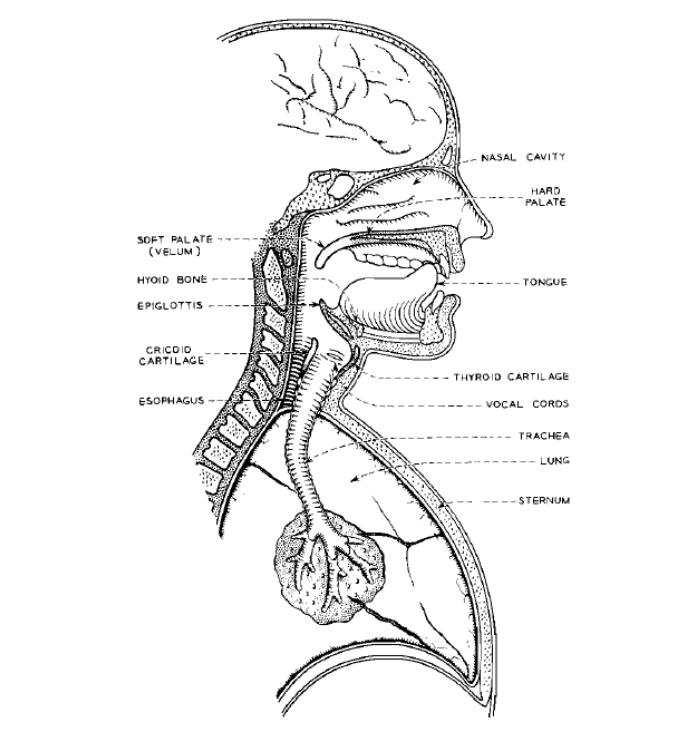 NASAL CAVITY
HARD
PALATE
SOFT PALATE
(VELUM)
HYOID BONE
TONGUE
EPIGLOTTIS
CRICOID
CARTILAGE
THYROID CARTILAGE
ESOPHAGUS
VOCAL CORDS
TRACHEA
LUNG
STERNUM